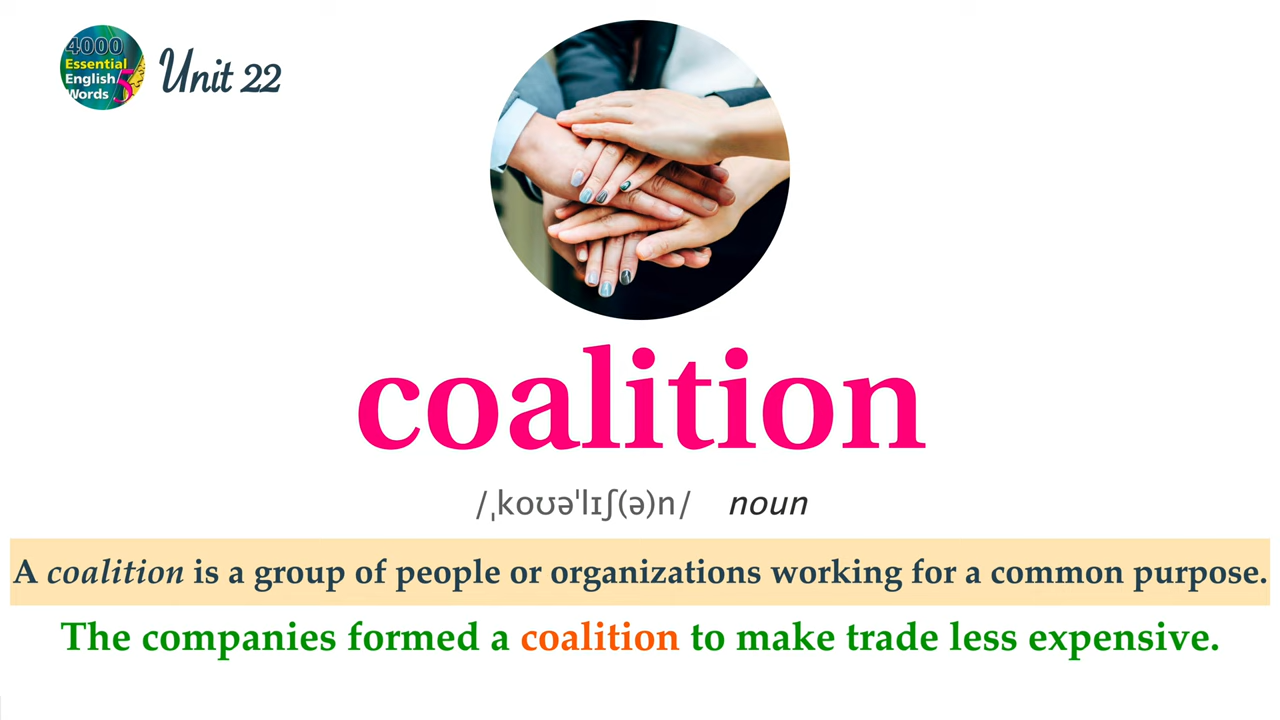 4000
Essential
English
Words 5
Unit 22
coalition
/ˌkoʊəˈlɪʃ(ə)n/ noun
A coalition is a group of people or organizations working for a common purpose.
The companies formed a coalition to make trade less expensive.